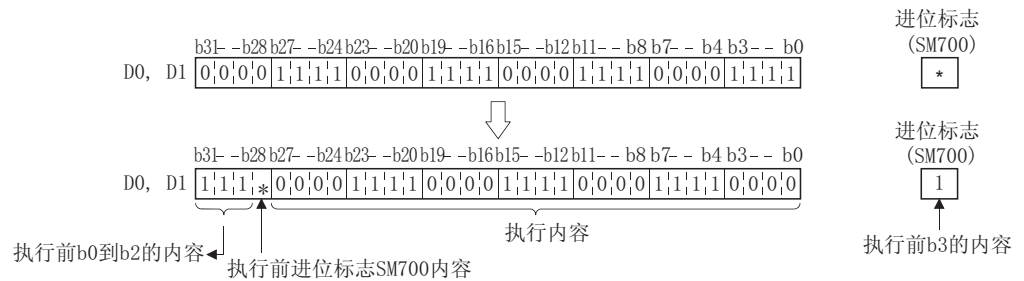 进位标志
(SM700)
b31- -b28 b27- -b24 b23- -b20 b19- -b16 b15- -b12 b11- - b8 b7- - b4 b3- - b0
D0, D1 0 0 0 0 1 1 1 1 0 0 0 0 1 1 1 1 0 0 0 0 1 1 1 1 0 0 0 0 1 1 1 1 *
进位标志
(SM700)
b31- -b28 b27- -b24 b23- -b20 b19- -b16 b15- -b12 b11- - b8 b7- - b4 b3- - b0
D0, D1 1 1 1 * 0 0 0 0 1 1 1 1 0 0 0 0 1 1 1 1 0 0 0 0 1 1 1 1 0 0 0 0 1
执行内容
执行前b0到b2的内容
执行前b3的内容
执行前进位标志SM700内容